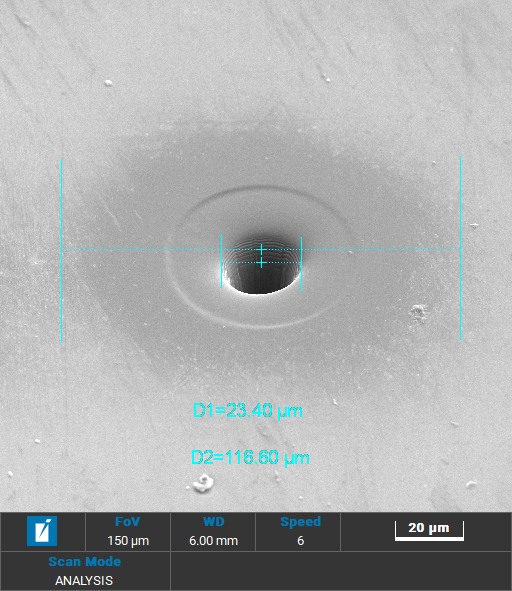 D1=23.40 µm
D2=116.60 µm
FoV
150 µm
WD
6.00 mm
Speed
6
20 µm
Scan Mode
ANALYSIS